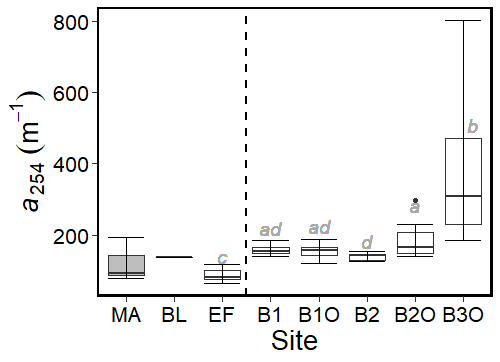 800
600
400
200
a254 (m−1)
c
ad
ad
d
a
b
MA BL EF B1 B1O B2 B2O B3O
Site